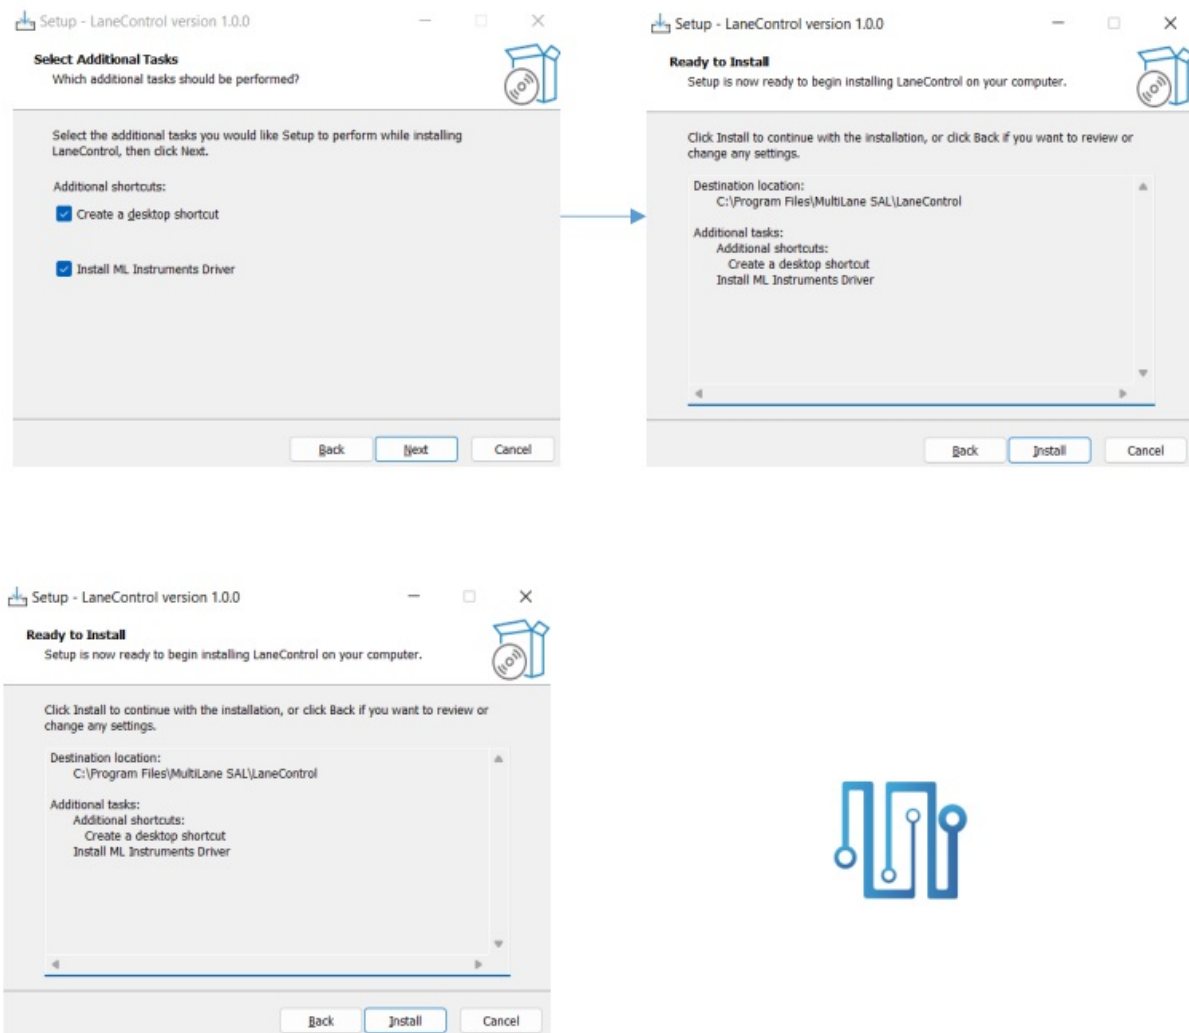 Setup - LaneControl version 1.0.0
Select Additional Tasks
Which additional tasks should be performed?
Select the additional tasks you would like Setup to perform while installing
LaneControl, then click Next.
Additional shortcuts:
Create a desktop shortcut
Install ML Instruments Driver
Back Next Cancel
Setup - LaneControl version 1.0.0
Ready to Install
Setup is now ready to begin installing LaneControl on your computer.
Click Install to continue with the installation, or click Back if you want to review or
change any settings.
Destination location:
C:\Program Files\MultiLane SAL\LaneControl
Additional tasks:
Additional shortcuts:
Create a desktop shortcut
Install ML Instruments Driver
Back Install Cancel
Setup - LaneControl version 1.0.0
Ready to Install
Setup is now ready to begin installing LaneControl on your computer.
Click Install to continue with the installation, or click Back if you want to review or
change any settings.
Destination location:
C:\Program Files\MultiLane SAL\LaneControl
Additional tasks:
Additional shortcuts:
Create a desktop shortcut
Install ML Instruments Driver
Back Install Cancel